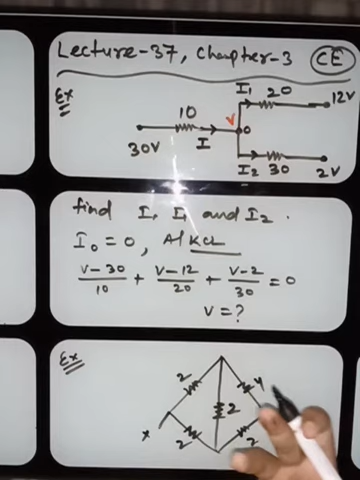 Lecture-37, Chapter-3 CE
Ex
I₁ 20 12V
10 V
30V I
I₂ 30 2V
find I, I₁ and I₂.
I₀ = 0, A/ KCL
(V-30)/10 + (V-12)/20 + (V-2)/30 = 0
V = ?
Ex
2 4
2
x 2 2